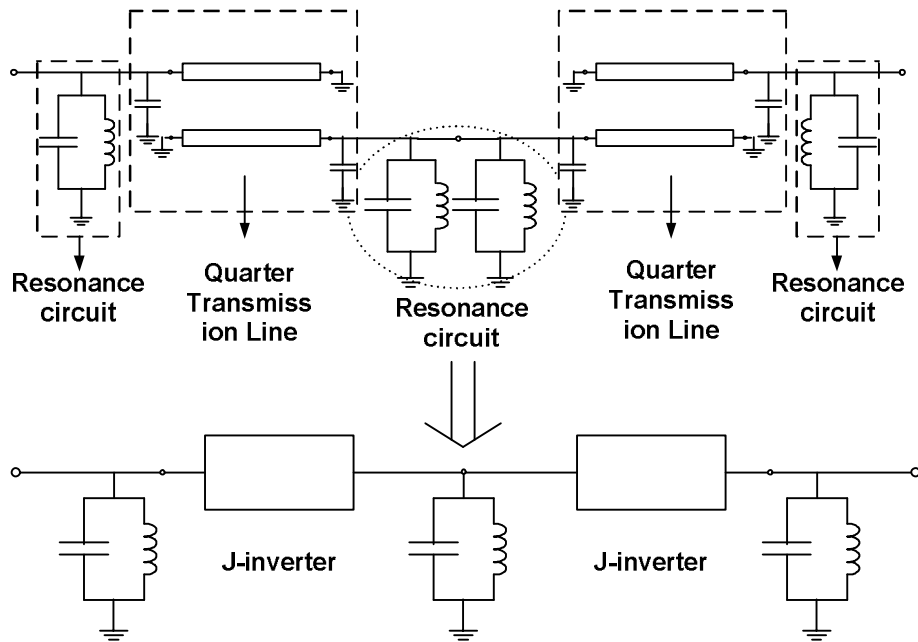 Resonance
circuit
Quarter
Transmiss
ion Line
Resonance
circuit
Quarter
Transmiss
ion Line
Resonance
circuit
J-inverter
J-inverter